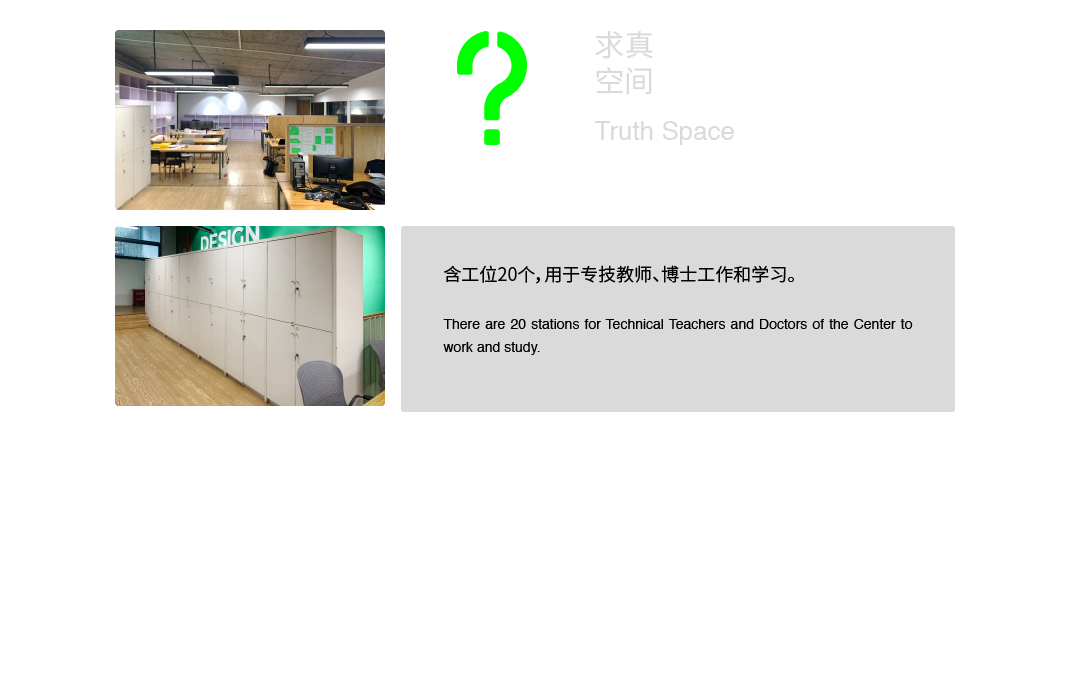 ?
求真
空间
Truth Space
DESIGN
含工位20个，用于专技教师、博士工作和学习。
There are 20 stations for Technical Teachers and Doctors of the Center to
work and study.